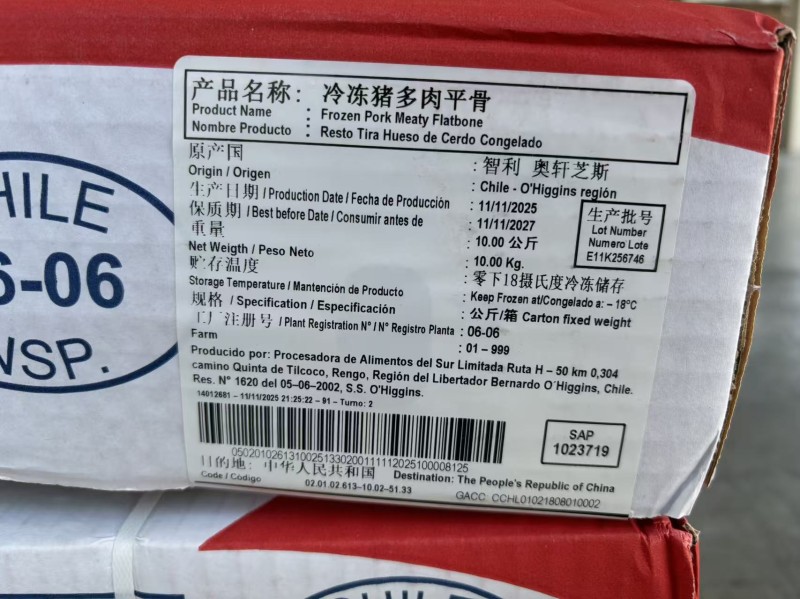 HILE
6-06
NSP.
产品名称: 冷冻猪多肉平骨
Product Name : Frozen Pork Meaty Flatbone
Nombre Producto : Resto Tira Hueso de Cerdo Congelado
原产国 : 智利 奥轩芝斯
Origin / Origen : Chile - O'Higgins región
生产日期 / Production Date / Fecha de Producción : 11/11/2025
保质期 / Best before Date / Consumir antes de : 11/11/2027
生产批号
Lot Number
Numero Lote
E11K256746
重量 : 10.00 公斤
Net Weigth / Peso Neto : 10.00 Kg.
贮存温度 : 零下18摄氏度冷冻储存
Storage Temperature / Mantención de Producto : Keep Frozen at/Congelado a: – 18°C
规格 / Specification / Especificación : 公斤/箱 Carton fixed weight
工厂注册号 / Plant Registration N° / N° Registro Planta : 06-06
Farm : 01 – 999
Producido por: Procesadora de Alimentos del Sur Limitada Ruta H – 50 km 0,304
camino Quinta de Tilcoco, Rengo, Región del Libertador Bernardo O´Higgins, Chile.
Res. N° 1620 del 05–06–2002, S.S. O'Higgins.
14012681 – 11/11/2025 21:25:22 – 91 – Turno: 2
SAP
1023719
05020102613100251330200111112025100008125
目的地: 中华人民共和国 Destination: The People's Republic of China
Code / Codigo 02.01.02.613–10.02–51.33 GACC CCHL01021808010002